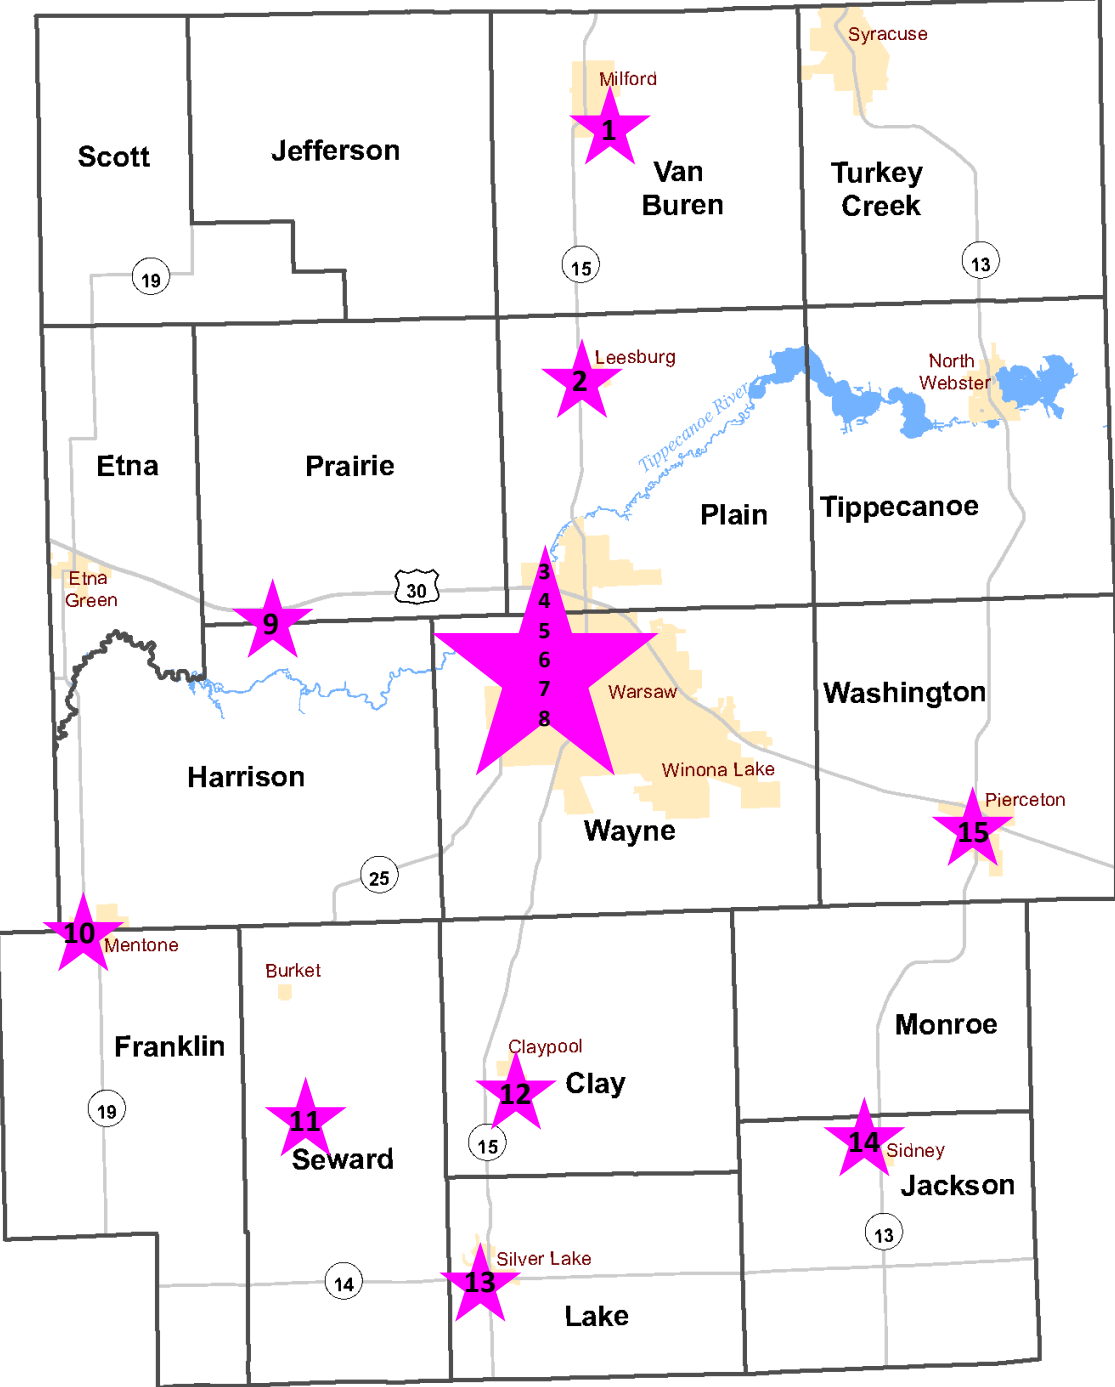 Syracuse
Milford
1
Scott
Jefferson
Van
Buren
Turkey
Creek
19
15
13
Leesburg
2
North
Webster
Tippecanoe River
Etna
Prairie
Plain
Tippecanoe
Etna
Green
30
3
4
5
6
7
8
9
Warsaw
Washington
Winona Lake
Harrison
Wayne
Pierceton
15
25
10
Mentone
Burket
Franklin
Monroe
Claypool
Clay
12
19
11
Seward
15
14
Sidney
Jackson
13
Silver Lake
14
13
Lake